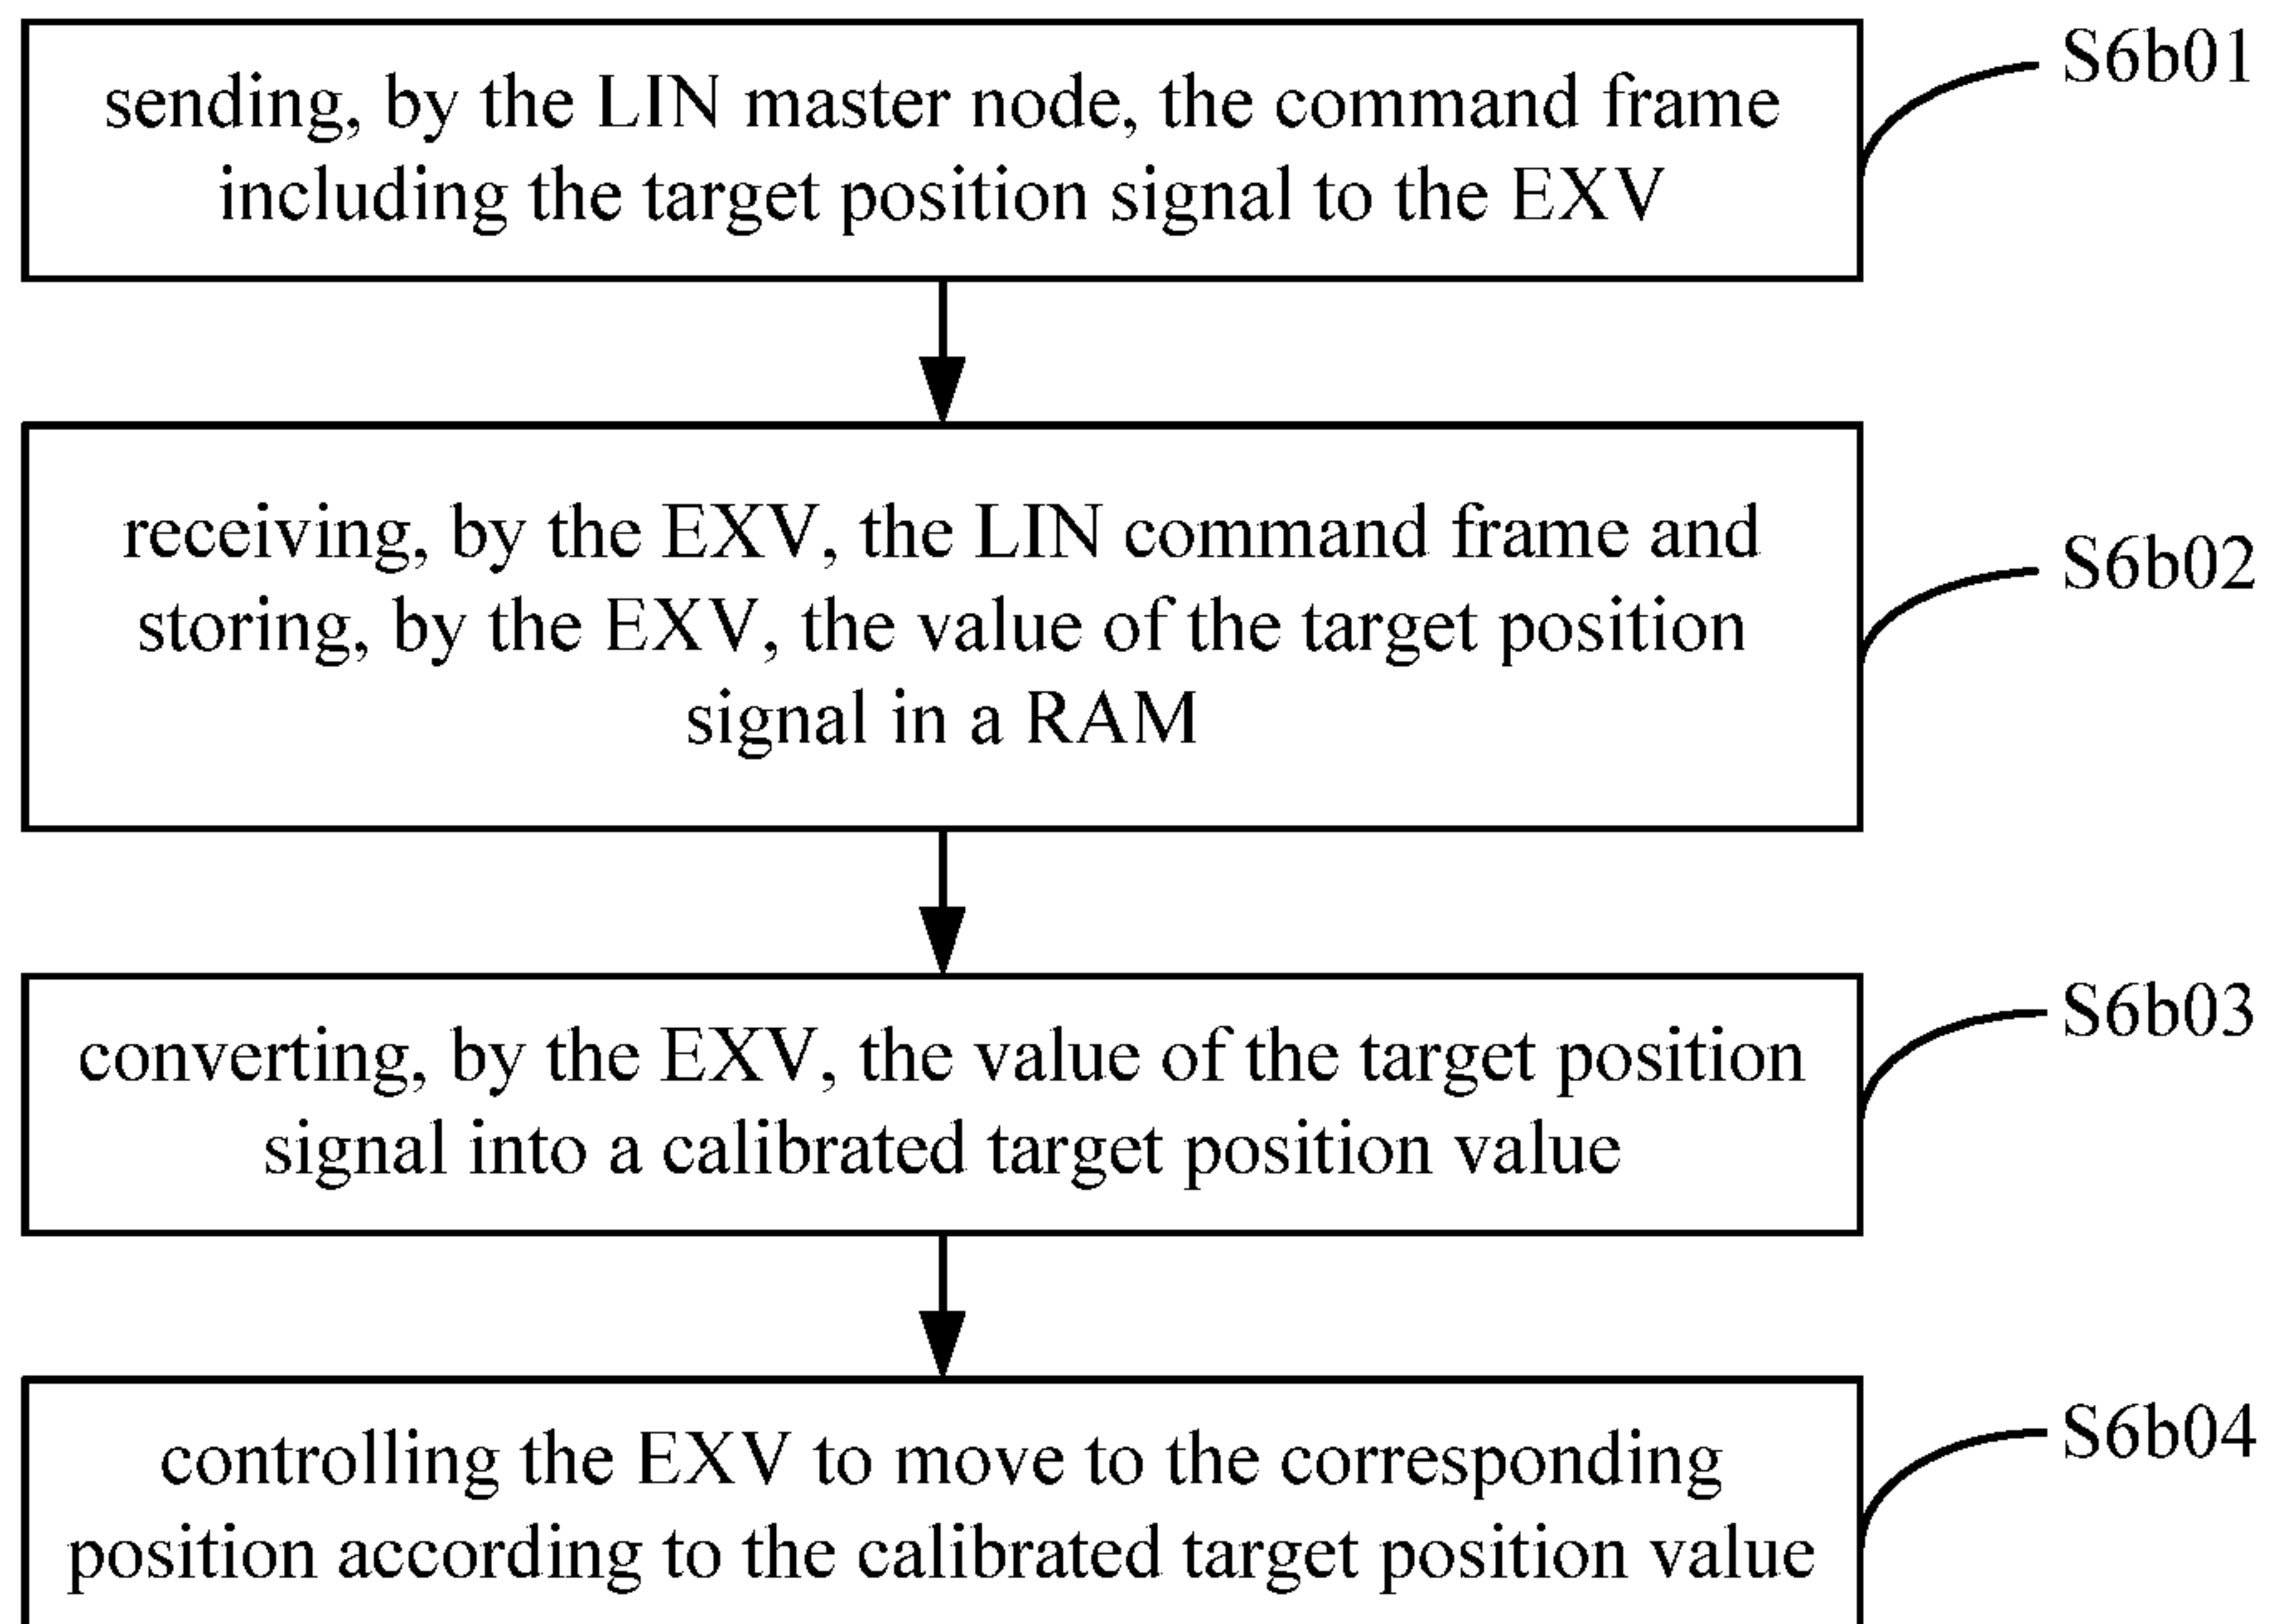 sending, by the LIN master node, the command frame
including the target position signal to the EXV
S6b01
receiving, by the EXV, the LIN command frame and
storing, by the EXV, the value of the target position
signal in a RAM
S6b02
converting, by the EXV, the value of the target position
signal into a calibrated target position value
S6b03
controlling the EXV to move to the corresponding
position according to the calibrated target position value
S6b04